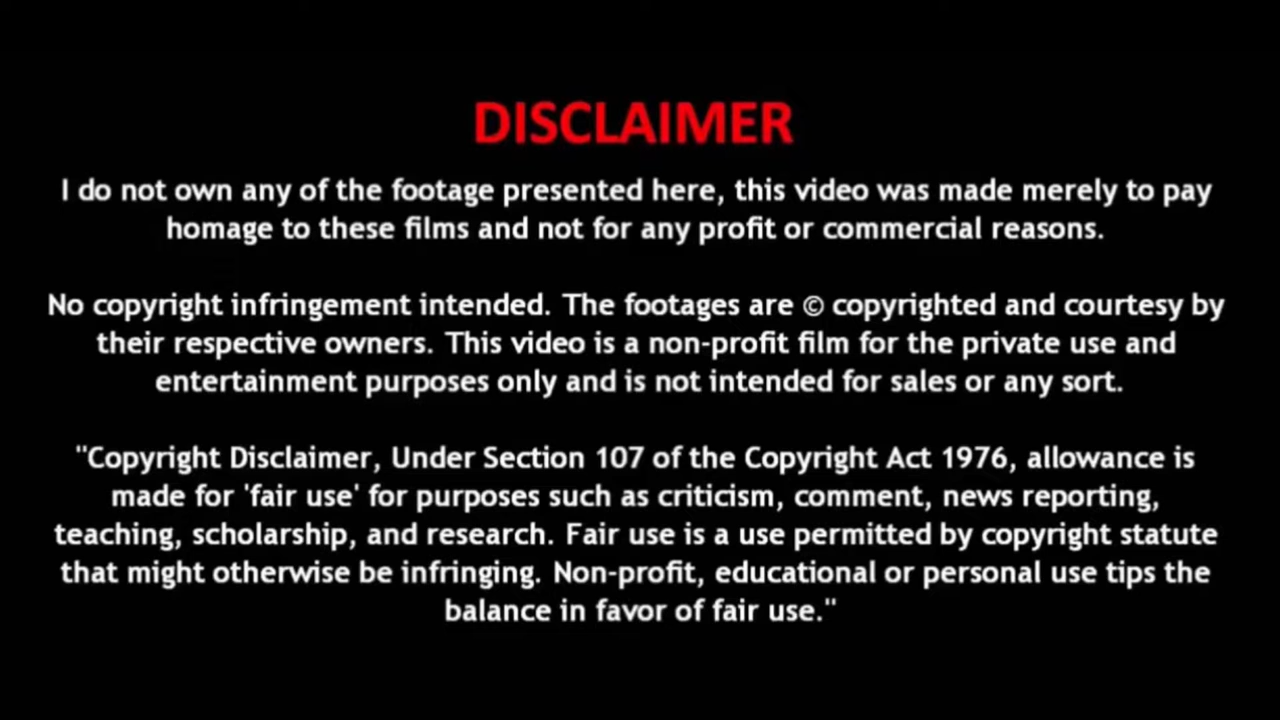 DISCLAIMER
I do not own any of the footage presented here, this video was made merely to pay
homage to these films and not for any profit or commercial reasons.
No copyright infringement intended. The footages are © copyrighted and courtesy by
their respective owners. This video is a non-profit film for the private use and
entertainment purposes only and is not intended for sales or any sort.
"Copyright Disclaimer, Under Section 107 of the Copyright Act 1976, allowance is
made for 'fair use' for purposes such as criticism, comment, news reporting,
teaching, scholarship, and research. Fair use is a use permitted by copyright statute
that might otherwise be infringing. Non-profit, educational or personal use tips the
balance in favor of fair use."